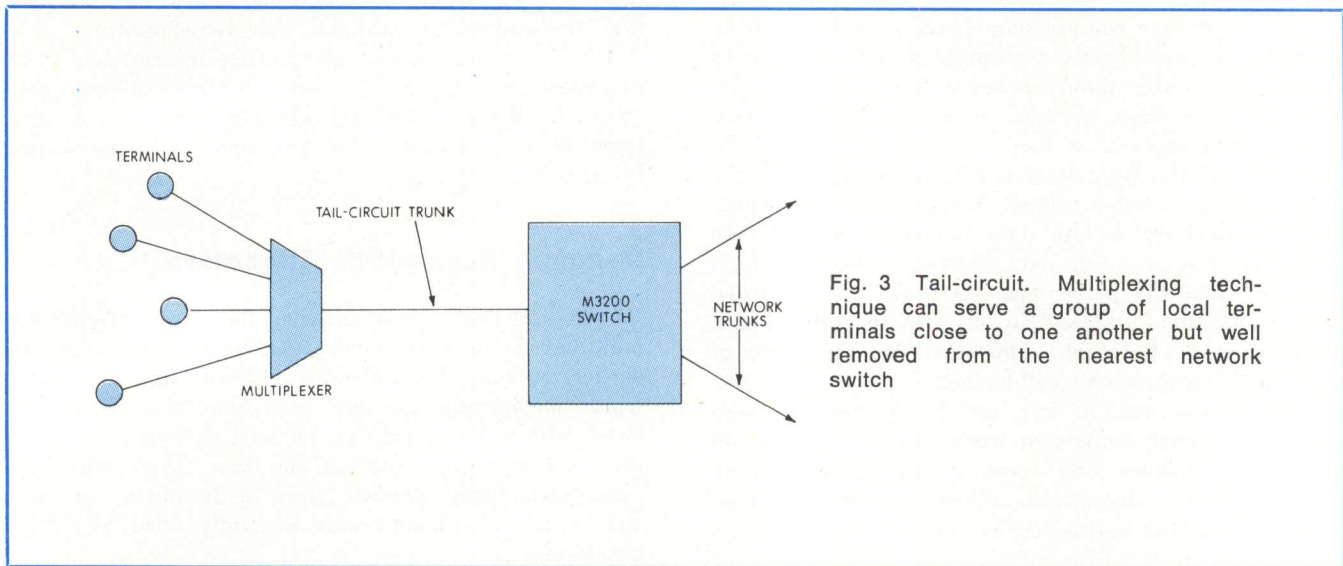 TERMINALS
TAIL-CIRCUIT TRUNK
M3200
SWITCH
NETWORK
TRUNKS
MULTIPLEXER
Fig. 3 Tail-circuit. Multiplexing tech-
nique can serve a group of local ter-
minals close to one another but well
removed from the nearest network
switch